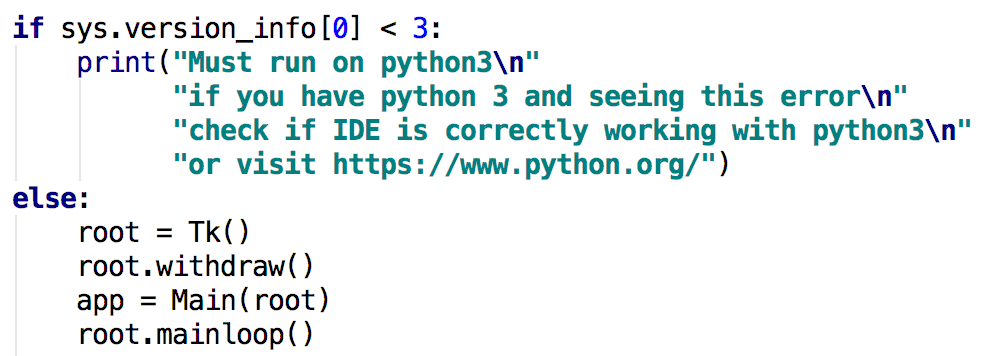 if sys.version_info[0] < 3:
    print("Must run on python3\n"
          "if you have python 3 and seeing this error\n"
          "check if IDE is correctly working with python3\n"
          "or visit https://www.python.org/")
else:
    root = Tk()
    root.withdraw()
    app = Main(root)
    root.mainloop()